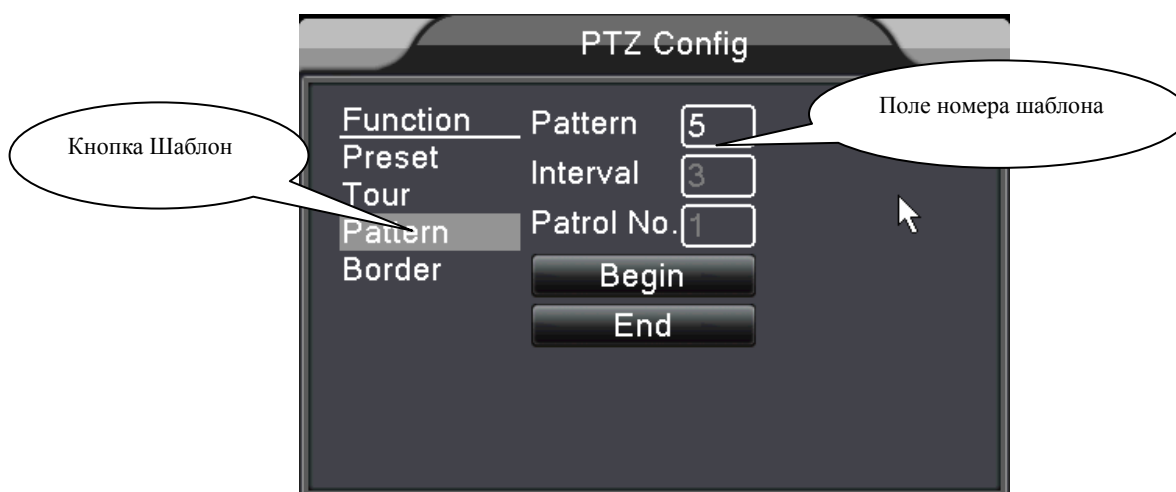 PTZ Config
Кнопка Шаблон
Поле номера шаблона
Function
Preset
Tour
Pattern
Border
Pattern 5
Interval 3
Patrol No. 1
Begin
End